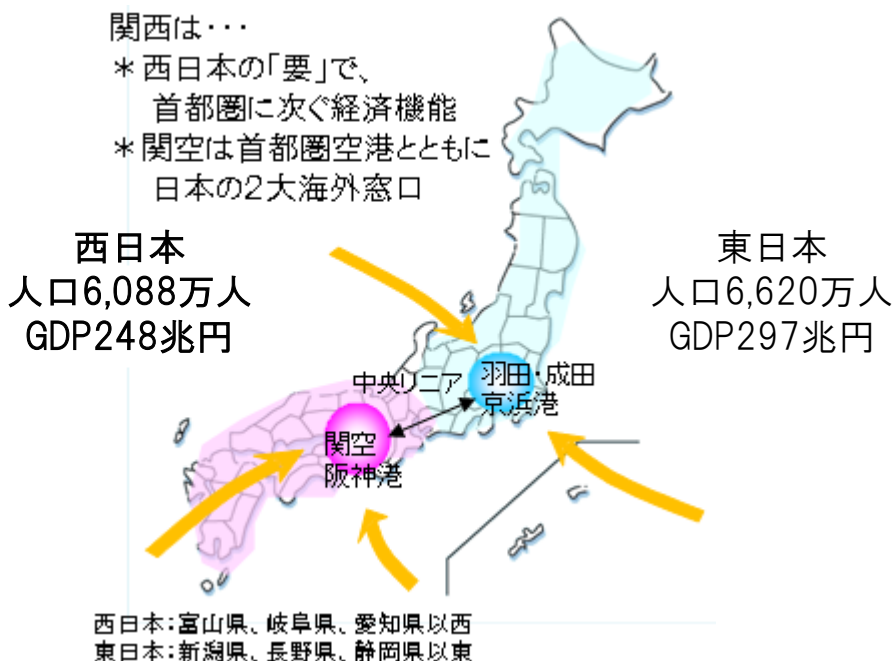 関西は・・・
＊西日本の「要」で、
首都圏に次ぐ経済機能
＊関空は首都圏空港とともに
日本の2大海外窓口
西日本
人口6,088万人
GDP248兆円
東日本
人口6,620万人
GDP297兆円
中央リニア
羽田・成田
京浜港
関空
阪神港
西日本：富山県、岐阜県、愛知県以西
東日本：新潟県、長野県、静岡県以東